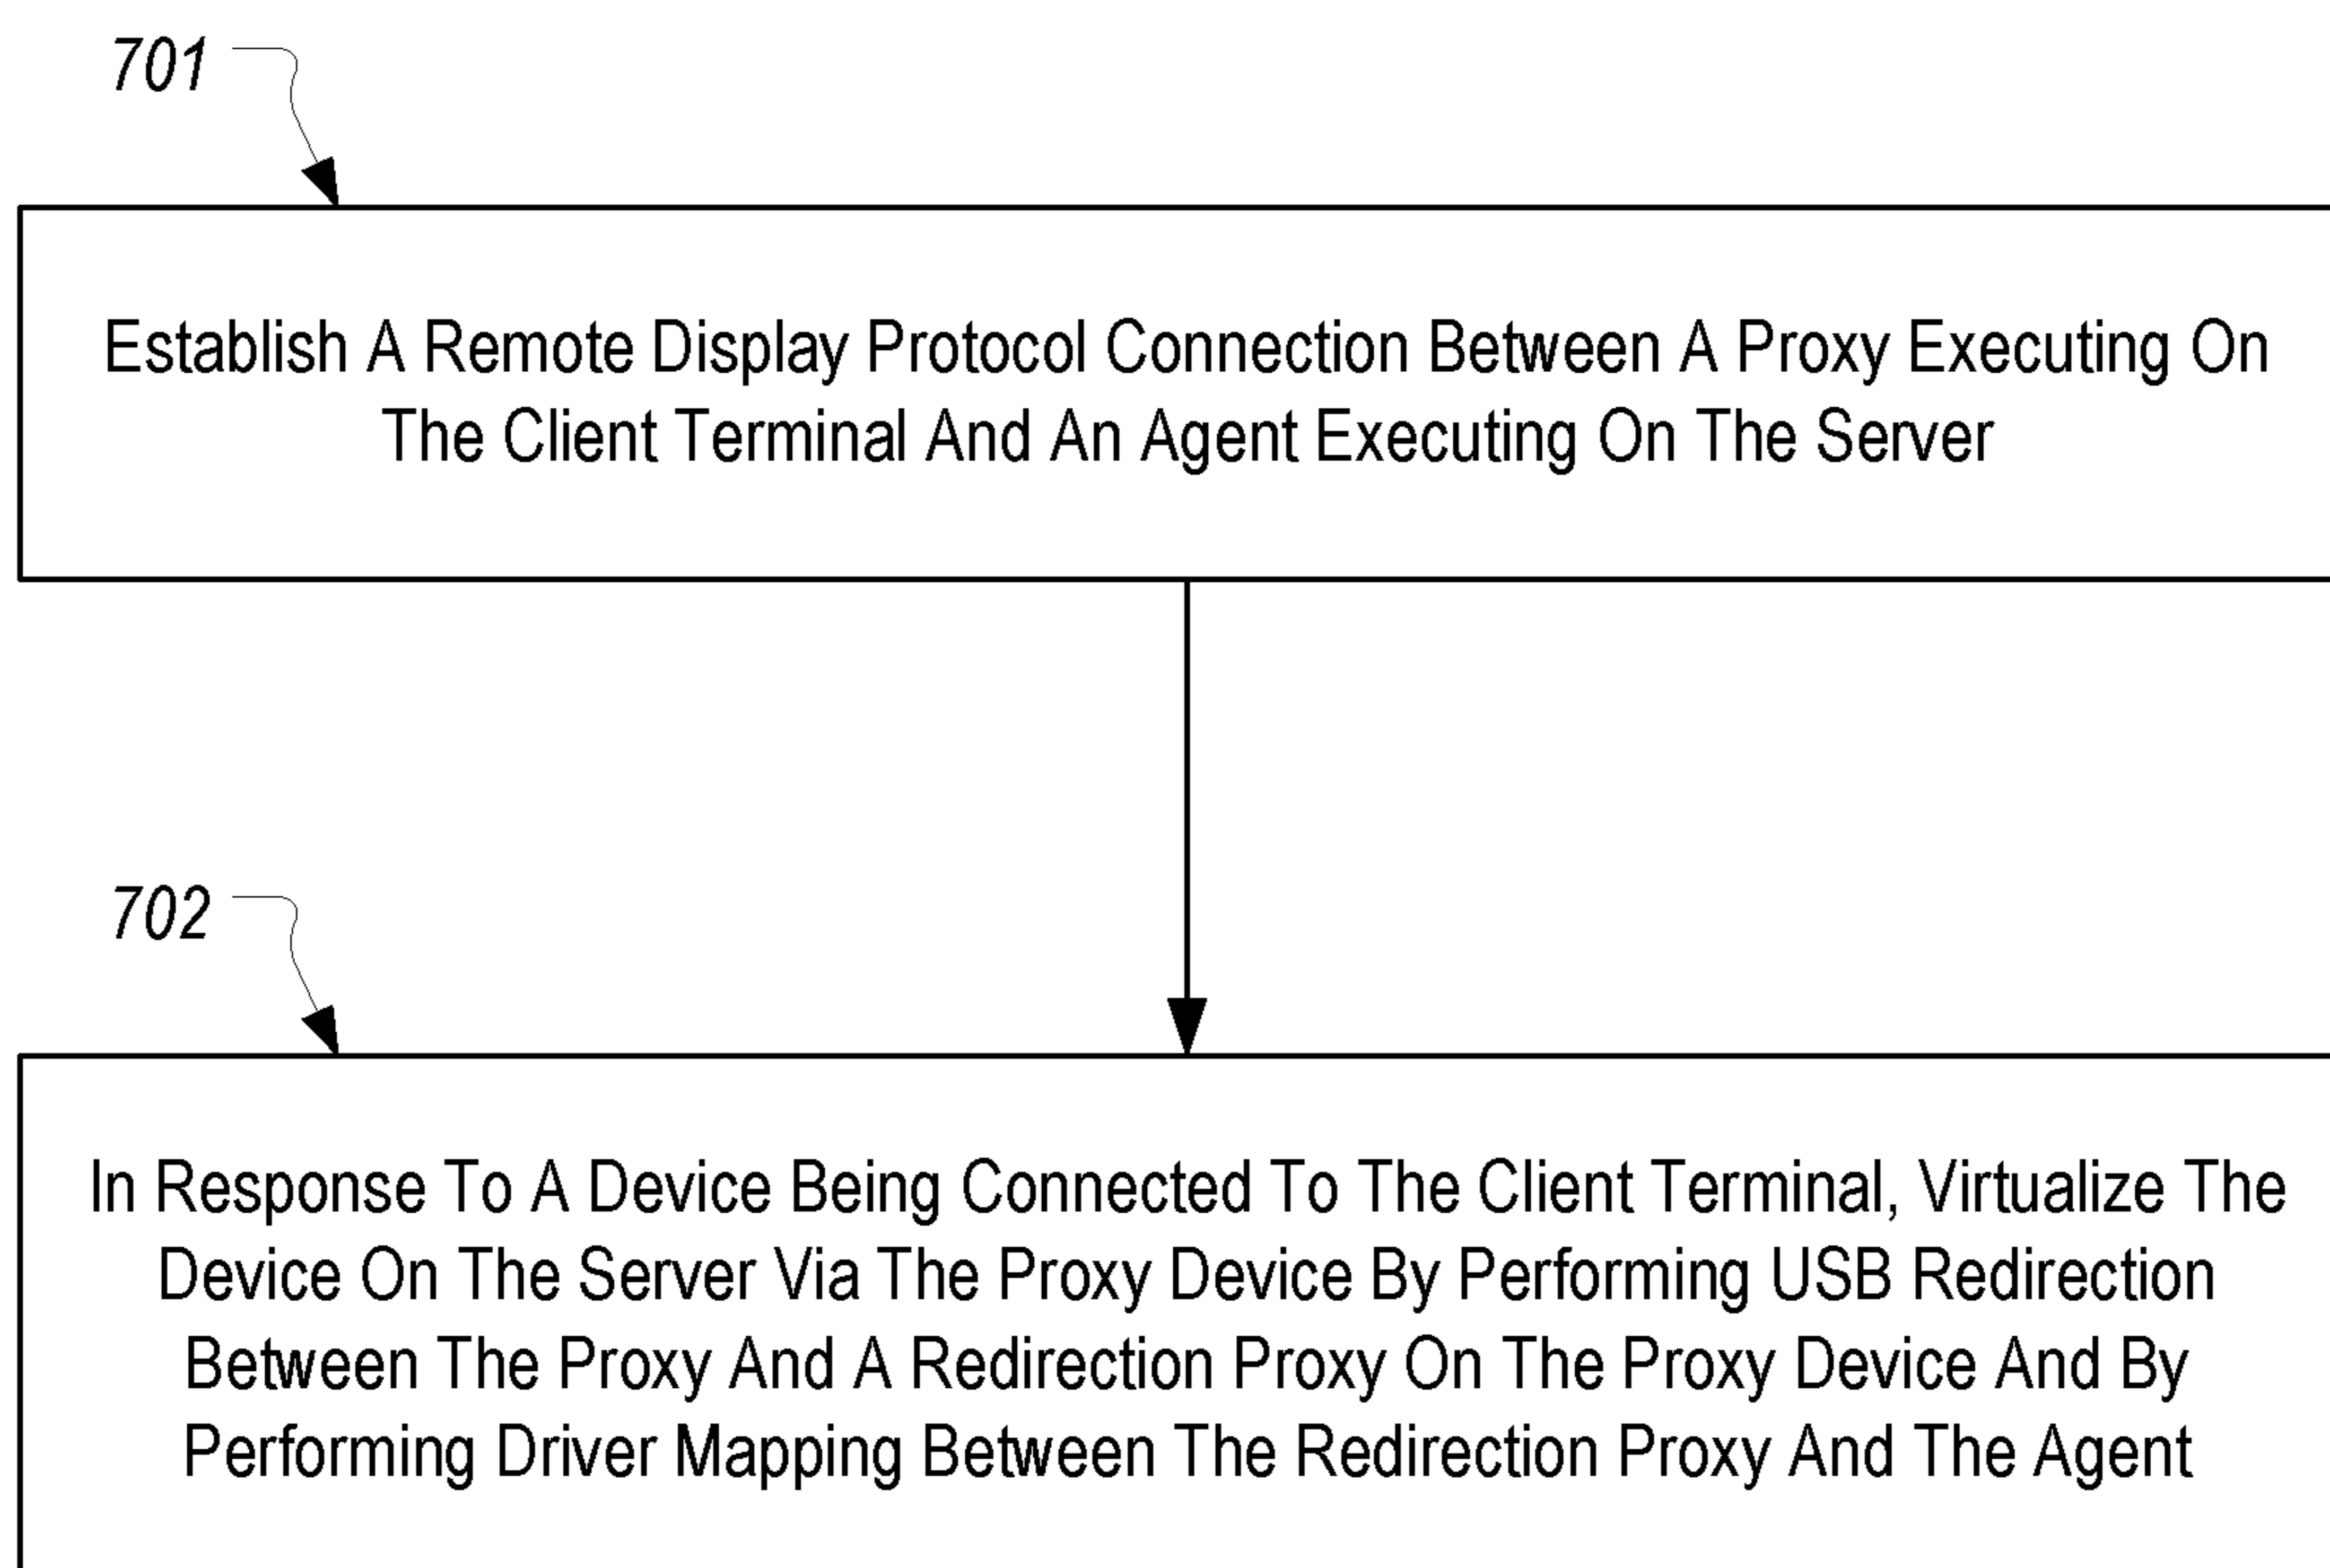 701
Establish A Remote Display Protocol Connection Between A Proxy Executing On
The Client Terminal And An Agent Executing On The Server
702
In Response To A Device Being Connected To The Client Terminal, Virtualize The
Device On The Server Via The Proxy Device By Performing USB Redirection
Between The Proxy And A Redirection Proxy On The Proxy Device And By
Performing Driver Mapping Between The Redirection Proxy And The Agent